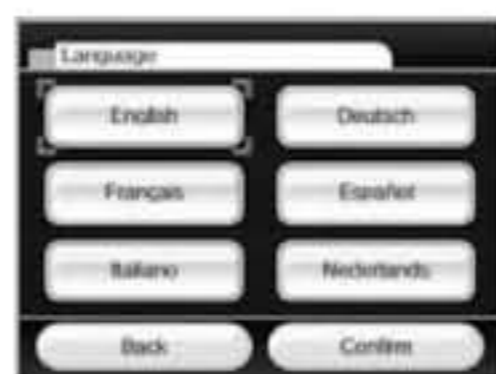 Language
English
Deutsch
Français
Español
Italiano
Nederlands
Back
Confirm